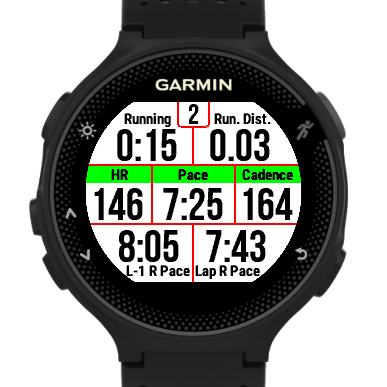 GARMIN
2
Running Run. Dist.
0:15 0.03
HR Pace Cadence
146 7:25 164
8:05 7:43
L-1 R Pace Lap R Pace